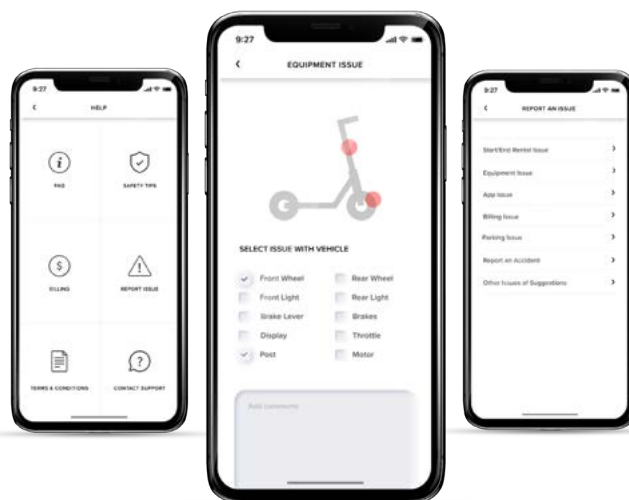 9:27
HELP
FAQ
SAFETY TIPS
BILLING
REPORT ISSUE
TERMS & CONDITIONS
CONTACT SUPPORT
9:27
EQUIPMENT ISSUE
SELECT ISSUE WITH VEHICLE
Front Wheel
Rear Wheel
Front Light
Rear Light
Brake Lever
Brakes
Display
Throttle
Post
Motor
Add comments
9:27
REPORT AN ISSUE
Start/End Rental Issue
Equipment Issue
App Issue
Billing Issue
Parking Issue
Report an Accident
Other Issues of Suggestions